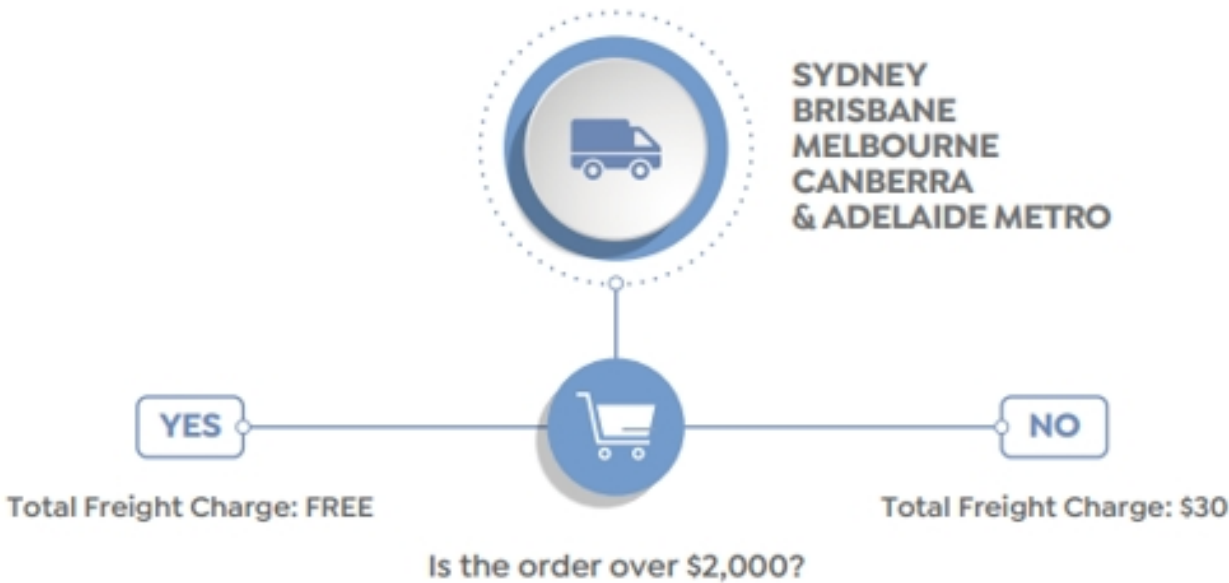 SYDNEY
BRISBANE
MELBOURNE
CANBERRA
& ADELAIDE METRO
YES
NO
Total Freight Charge: FREE
Total Freight Charge: $30
Is the order over $2,000?